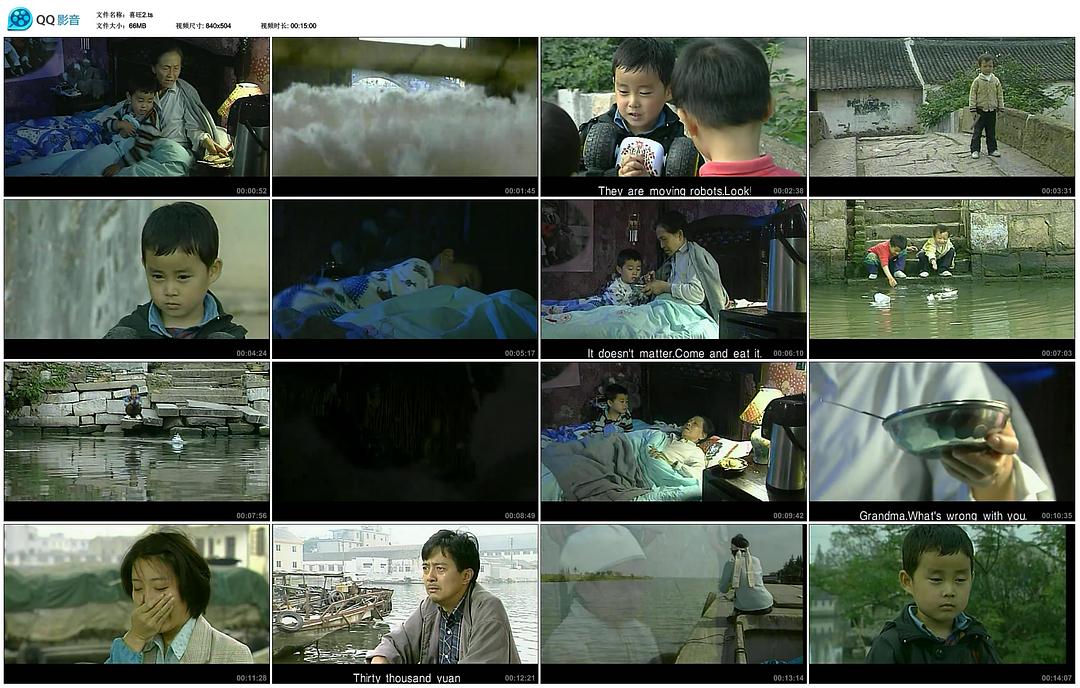 QQ 影音
文件名称: 喜旺2.ts
文件大小: 66MB
视频尺寸: 840x504
视频时长: 00:15:00
00:00:52
00:01:45
They are moving robots.Look!
00:02:38
00:03:31
00:04:24
00:05:17
It doesn't matter.Come and eat it.
00:06:10
00:07:03
00:07:56
00:08:49
00:09:42
Grandma.What's wrong with you.
00:10:35
00:11:28
Thirty thousand yuan
00:12:21
00:13:14
00:14:07